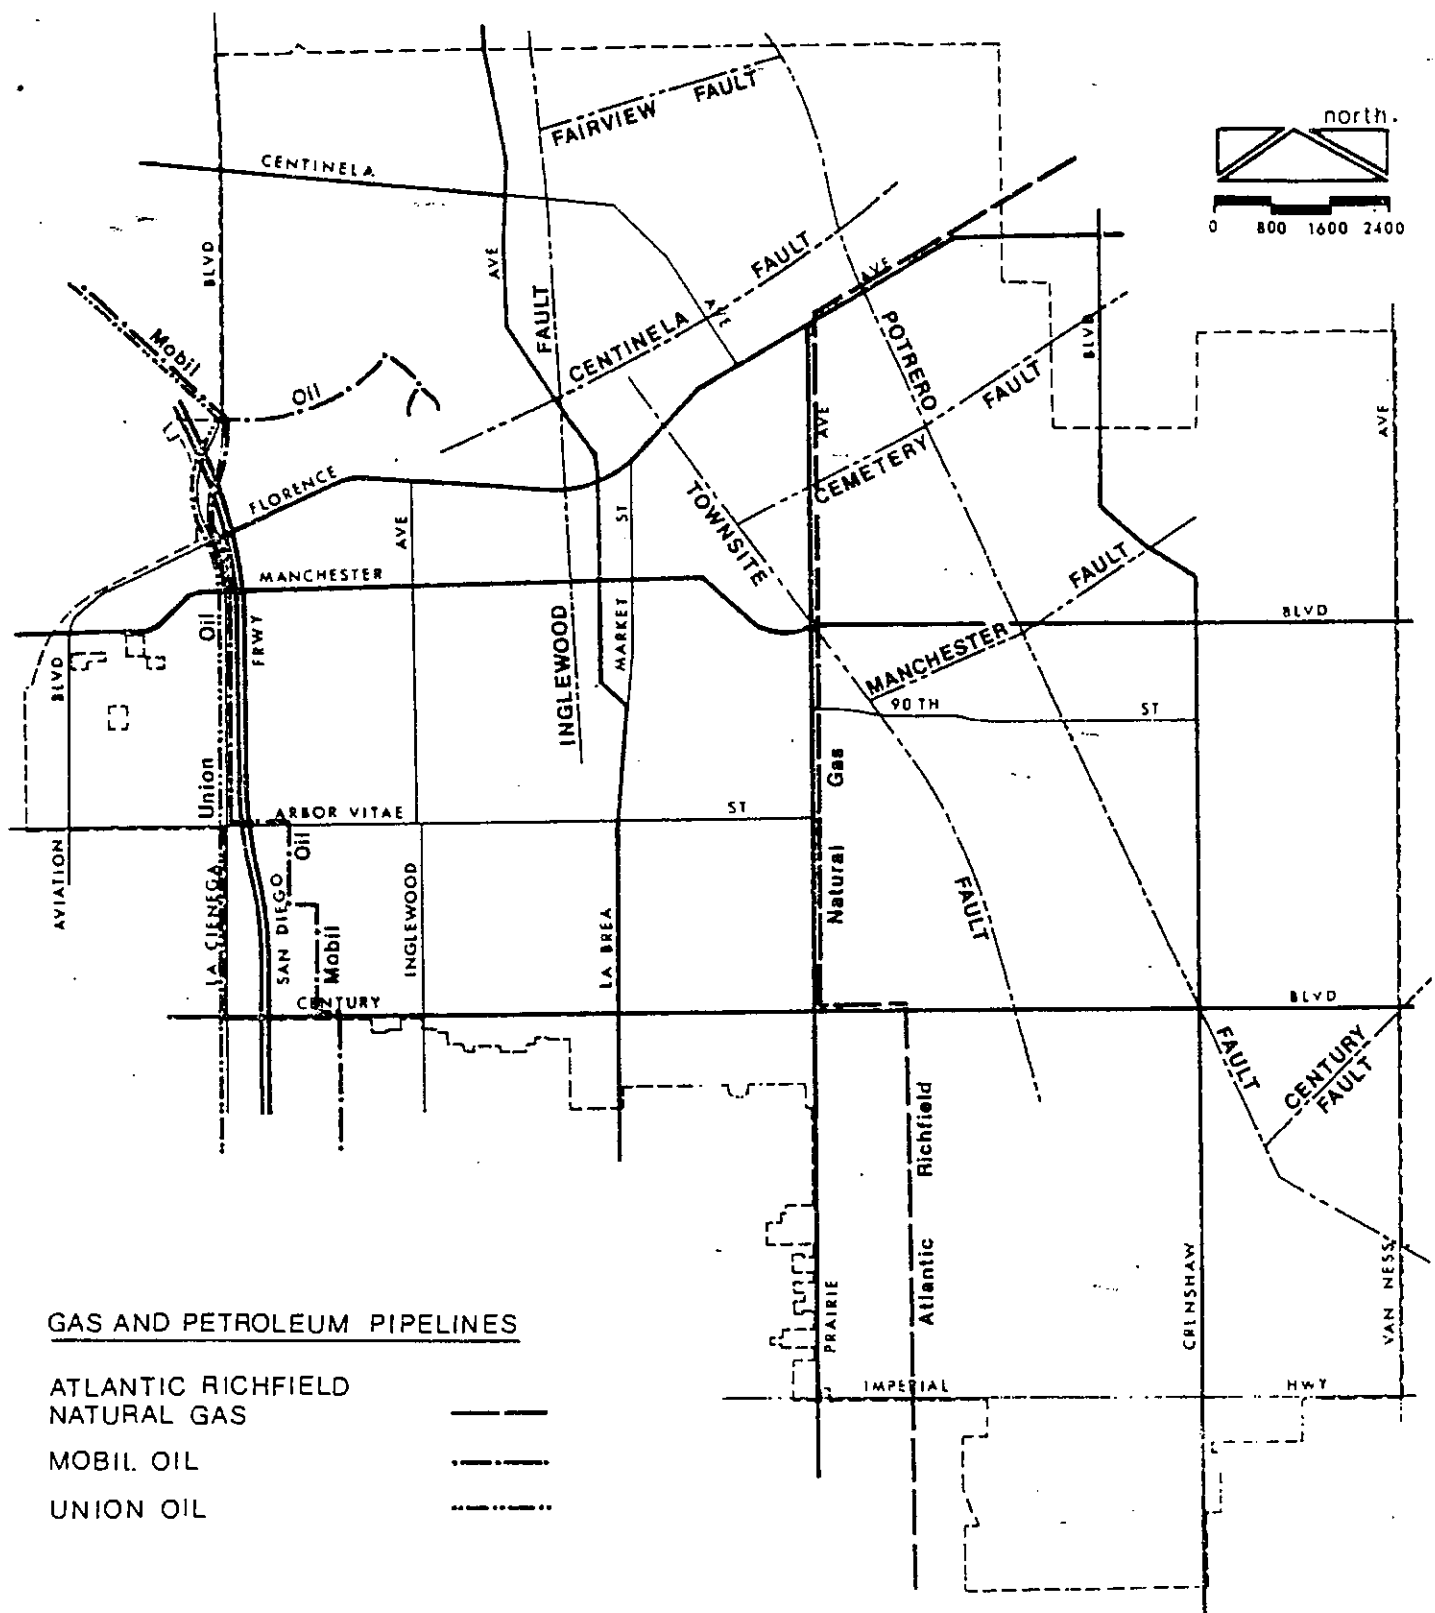 north.
0 800 1600 2400
FAIRVIEW FAULT
CENTINELA
AVE
BLVD
AVE
FAULT
CENTINELA FAULT
AVE
POTRERO
BLVD
Mobil
Oil
FAULT
CEMETERY
AVE
AVE
FLORENCE
AVE
ST
TOWNSITE
MANCHESTER
FAULT
MANCHESTER
BLVD
Oil
FRWY
BLVD
MARKET
INGLEWOOD
90 TH ST
Union
Gas
ARBOR VITAE ST
Oil
Natural
FAULT
AVIATION
LA CIENEGA
SAN DIEGO
Mobil
INGLEWOOD
LA BREA
CENTURY BLVD
FAULT
CENTURY
FAULT
Richfield
Atlantic
PRAIRIE
CRENSHAW
VAN NESS
IMPERIAL HWY
GAS AND PETROLEUM PIPELINES
ATLANTIC RICHFIELD
NATURAL GAS
MOBIL OIL
UNION OIL